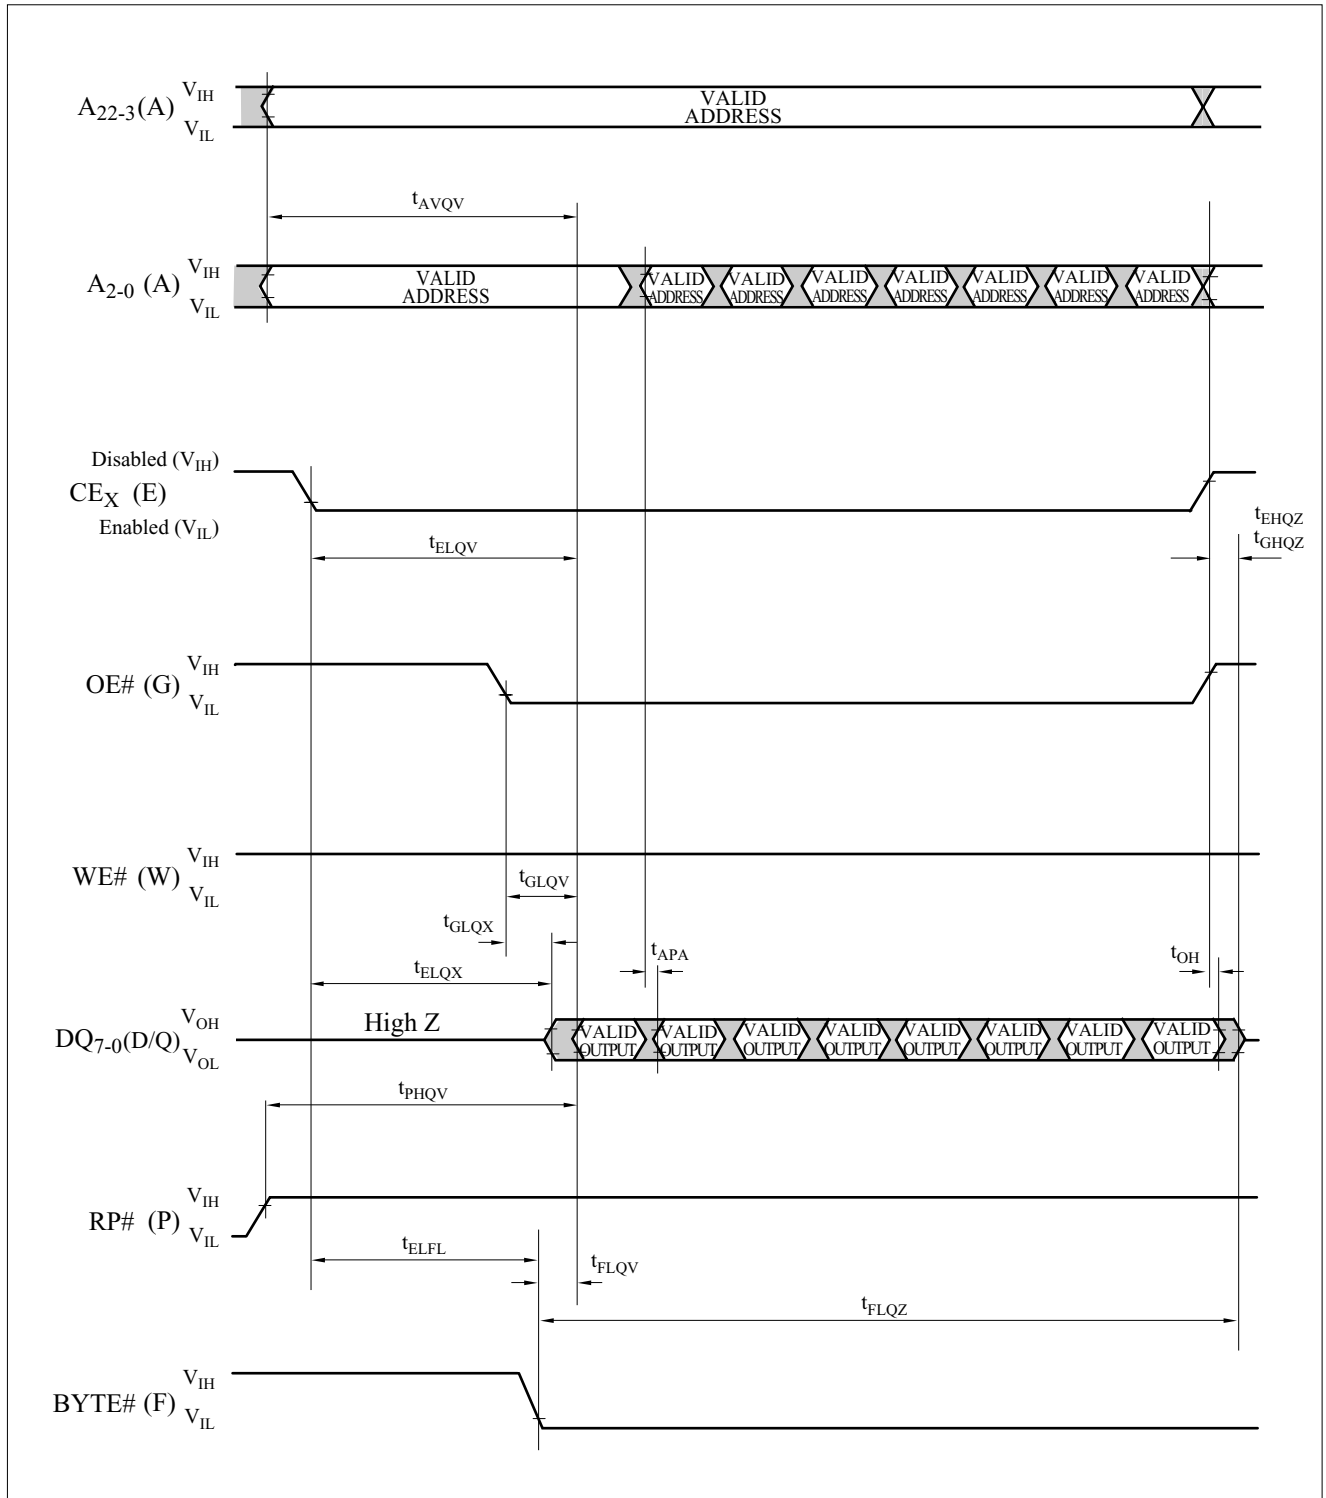 A22-3(A) VIH
VIL
VALID
ADDRESS
tAVQV
A2-0 (A) VIH
VIL
VALID
ADDRESS
VALID
ADDRESS
VALID
ADDRESS
VALID
ADDRESS
VALID
ADDRESS
VALID
ADDRESS
VALID
ADDRESS
VALID
ADDRESS
Disabled (VIH)
CEX (E)
Enabled (VIL)
tELQV
tEHQZ
tGHQZ
OE# (G) VIH
VIL
WE# (W) VIH
VIL
tGLQV
tGLQX
tELQX
tAPA
tOH
DQ7-0(D/Q) VOH
VOL
High Z
VALID
OUTPUT
VALID
OUTPUT
VALID
OUTPUT
VALID
OUTPUT
VALID
OUTPUT
VALID
OUTPUT
VALID
OUTPUT
VALID
OUTPUT
tPHQV
RP# (P) VIH
VIL
tELFL
tFLQV
tFLQZ
BYTE# (F) VIH
VIL